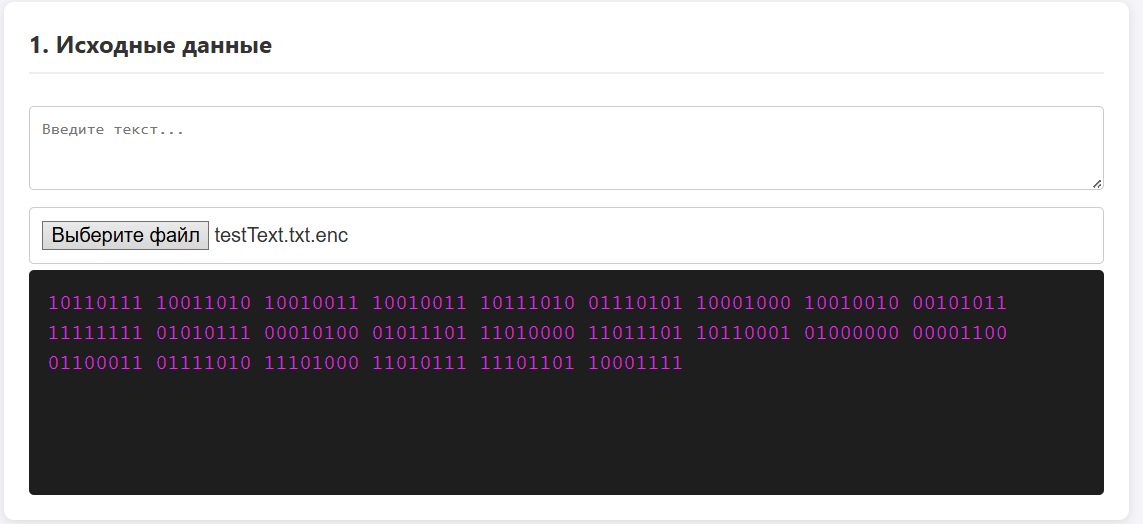 1. Исходные данные
Введите текст...
Выберите файл testText.txt.enc
10110111 10011010 10010011 10010011 10111010 01110101 10001000 10010010 00101011
11111111 01010111 00010100 01011101 11010000 11011101 10110001 01000000 00001100
01100011 01111010 11101000 11010111 11101101 10001111